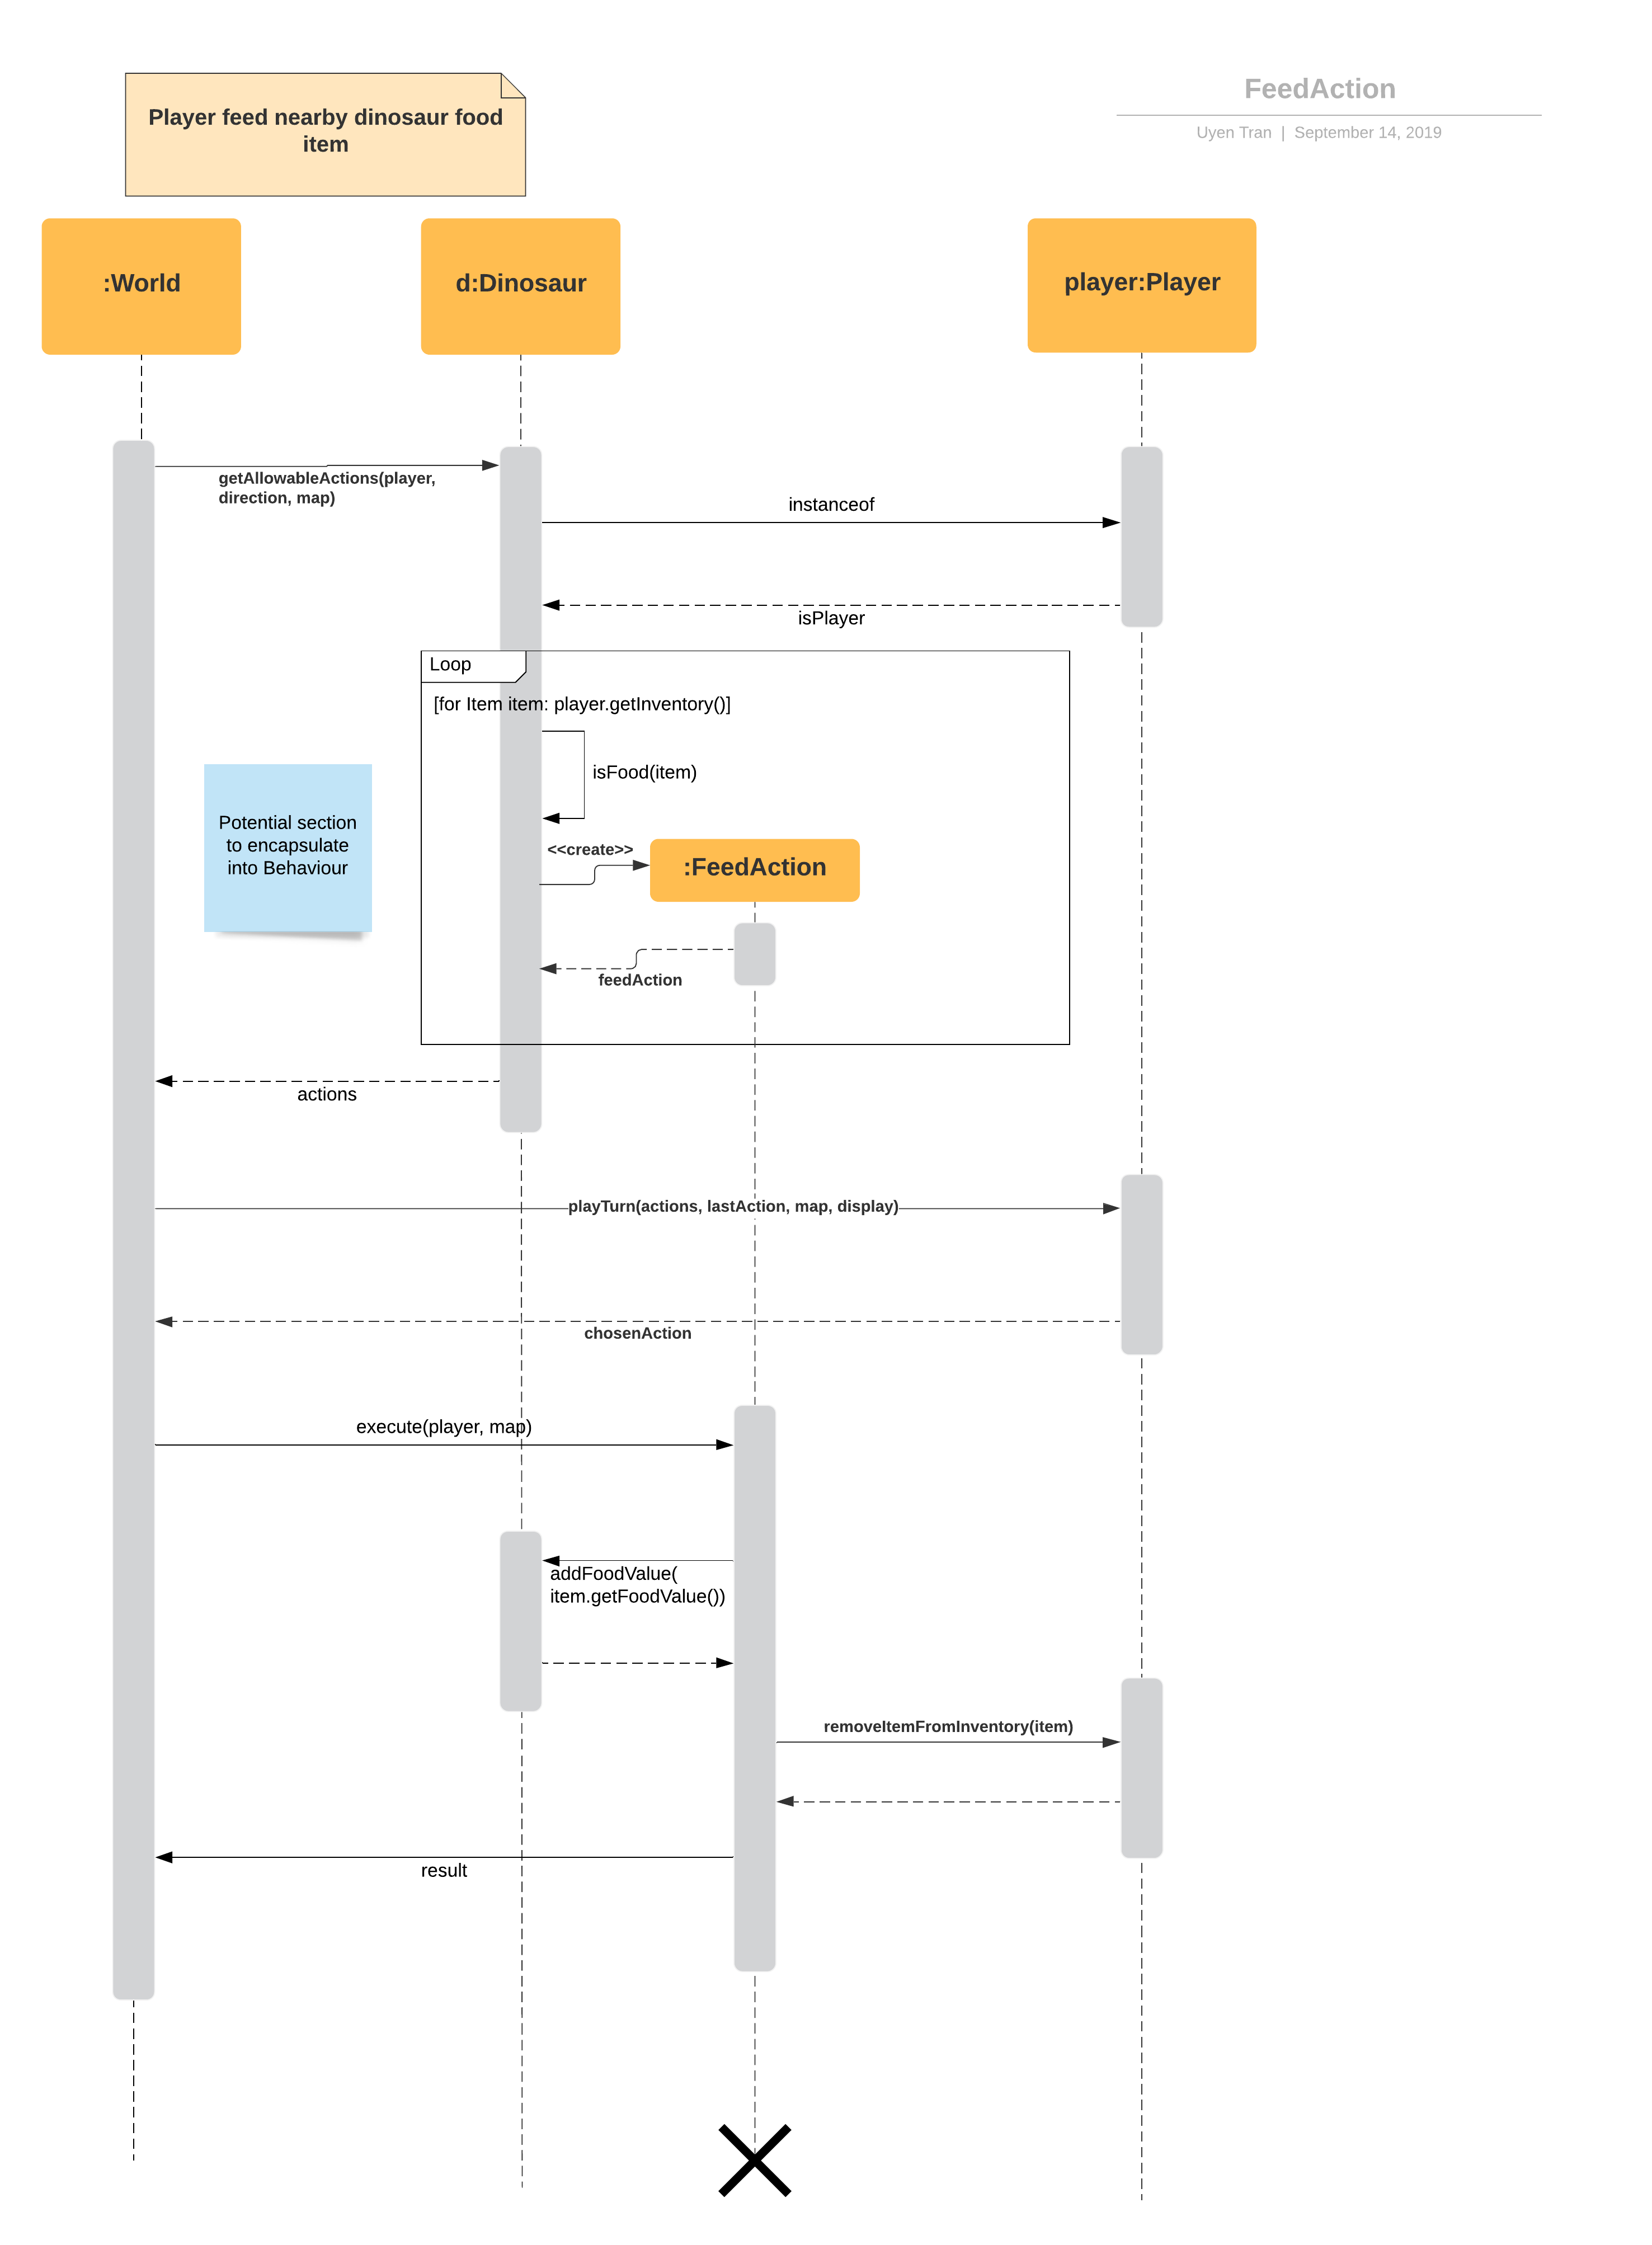 Player feed nearby dinosaur food
item
FeedAction
Uyen Tran | September 14, 2019
:World
d:Dinosaur
player:Player
getAllowableActions(player,
direction, map)
instanceof
isPlayer
Loop
[for Item item: player.getInventory()]
isFood(item)
Potential section
to encapsulate
into Behaviour
<<create>>
:FeedAction
feedAction
actions
playTurn(actions, lastAction, map, display)
chosenAction
execute(player, map)
addFoodValue(
item.getFoodValue())
removeItemFromInventory(item)
result